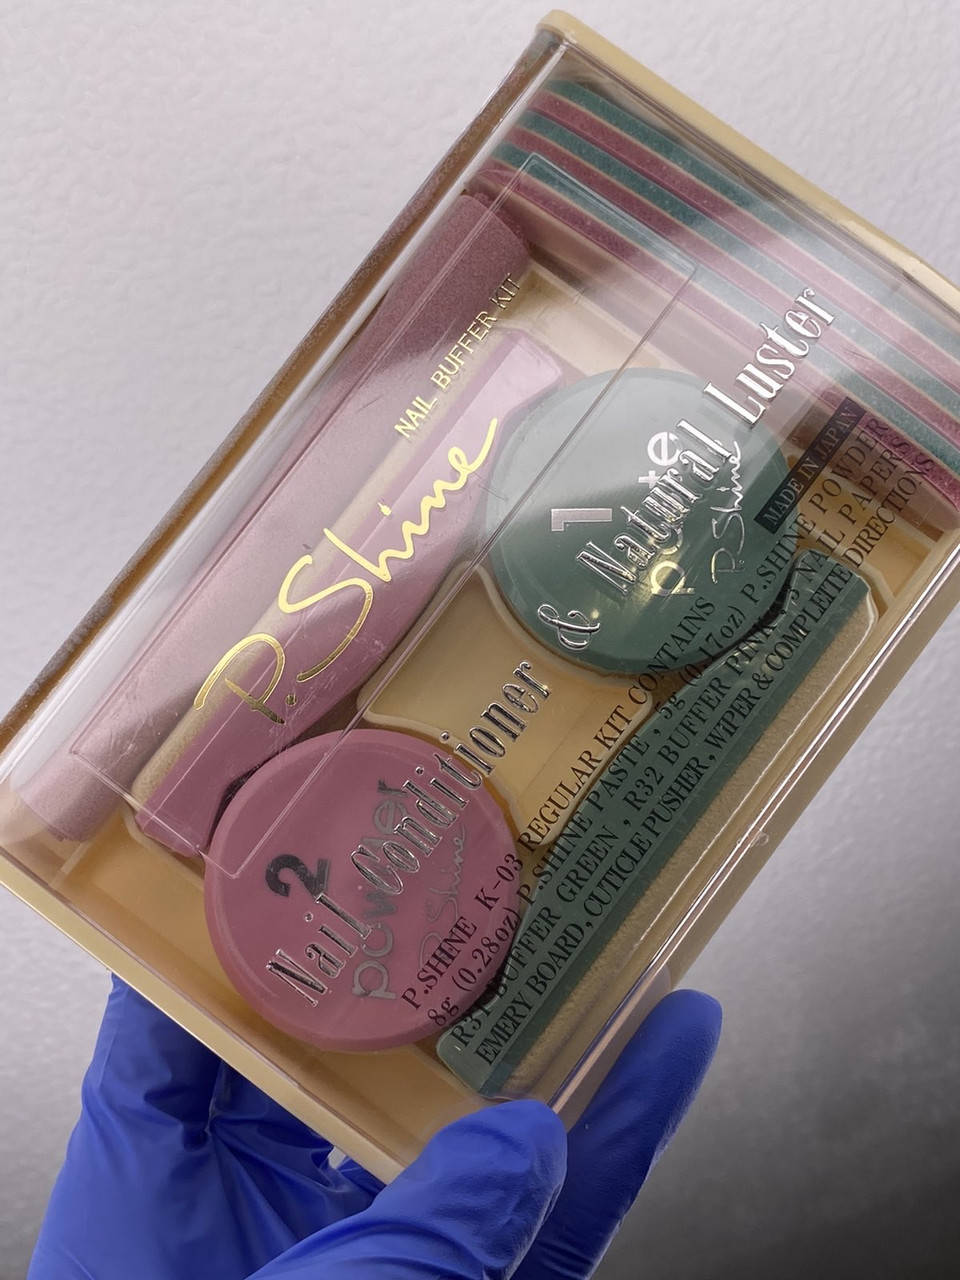 NAIL BUFFER KIT
P.Shine
Nail Conditioner & Natural Luster
1
paste
P.Shine
2
powder
P.Shine
MADE IN JAPAN
P.SHINE K-03 REGULAR KIT CONTAINS
8g (0.28oz) P.SHINE PASTE, 5g (0.17oz) P.SHINE POWDER
R31 BUFFER GREEN, R32 BUFFER PINK, NAIL PAPERS
EMERY BOARD, CUTICLE PUSHER, WIPER & COMPLETE DIRECTIONS